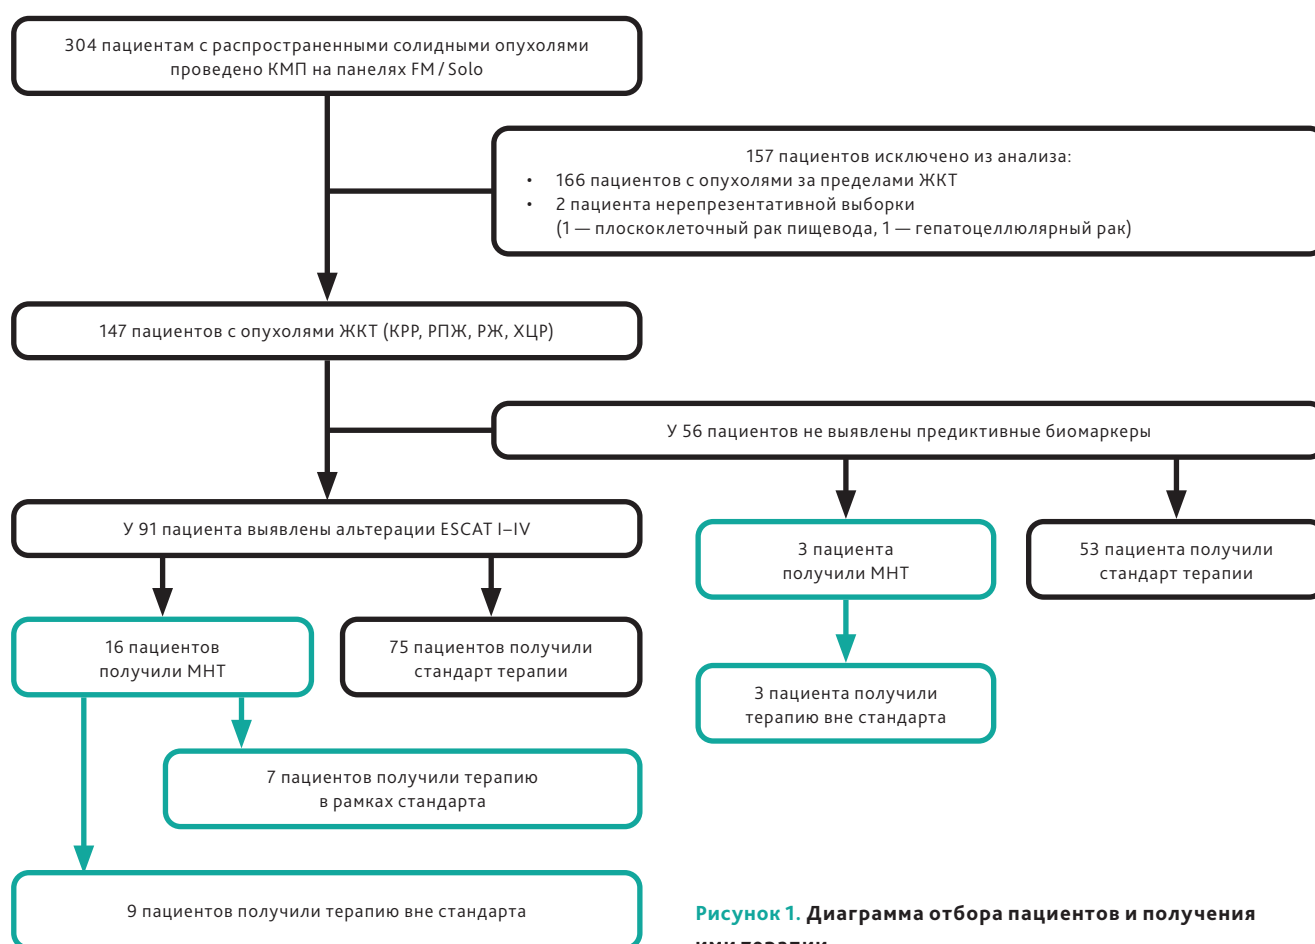 304 пациентам с распространенными солидными опухолями
проведено КМП на панелях FM / Solo
157 пациентов исключено из анализа:
• 166 пациентов с опухолями за пределами ЖКТ
• 2 пациента нерепрезентативной выборки
(1 — плоскоклеточный рак пищевода, 1 — гепатоцеллюлярный рак)
147 пациентов с опухолями ЖКТ (КРР, РПЖ, РЖ, ХЦР)
У 56 пациентов не выявлены предиктивные биомаркеры
У 91 пациента выявлены альтерации ESCAT I–IV
3 пациента
получили МНТ
53 пациента получили
стандарт терапии
16 пациентов
получили МНТ
75 пациентов получили
стандарт терапии
3 пациента получили
терапию вне стандарта
7 пациентов получили терапию
в рамках стандарта
9 пациентов получили терапию вне стандарта
Рисунок 1. Диаграмма отбора пациентов и получения
ими терапии